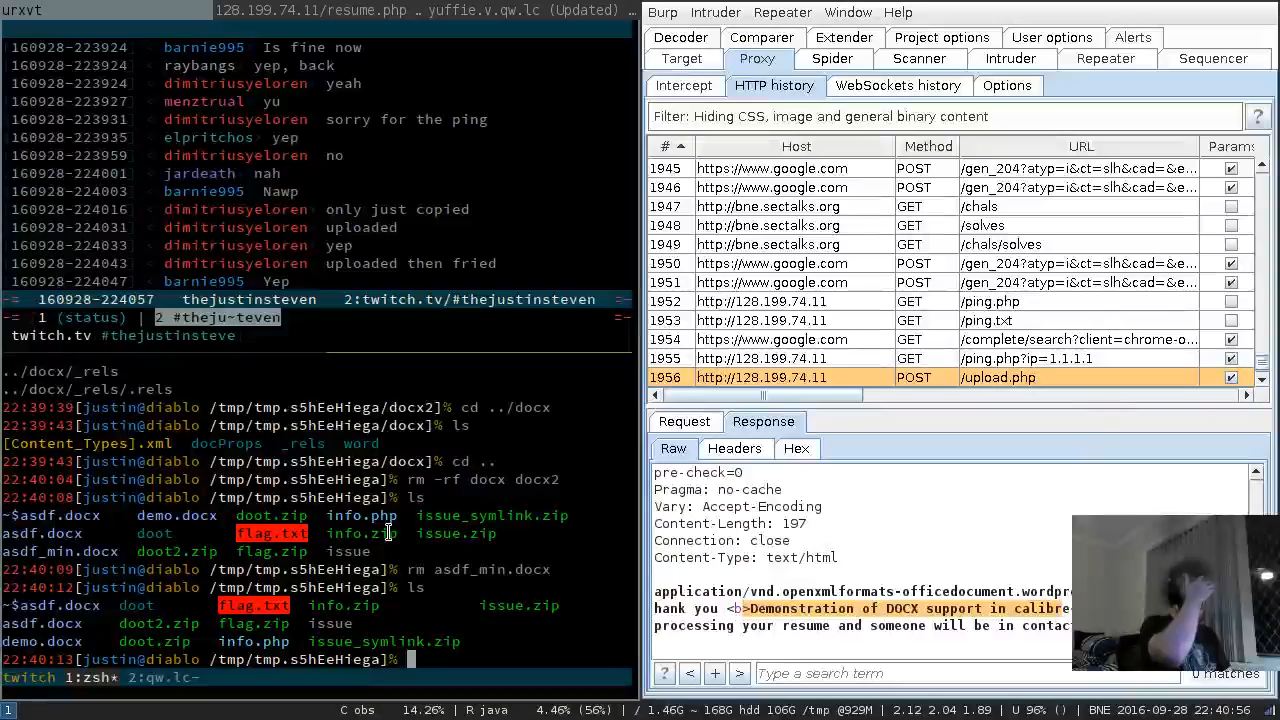 urxvt
128.199.74.11/resume.php
yuffie.v.qw.lc (Updated)
160928-223924 barnie995 Is fine now
160928-223924 raybangs yep, back
160928-223924 dimitriusyeloren yeah
160928-223927 menztrual yu
160928-223931 dimitriusyeloren sorry for the ping
160928-223935 elpritchos yep
160928-223959 dimitriusyeloren no
160928-224001 jardeath nah
160928-224003 barnie995 Nawp
160928-224016 dimitriusyeloren only just copied
160928-224021 dimitriusyeloren uploaded
160928-224033 dimitriusyeloren yep
160928-224043 dimitriusyeloren uploaded then fried
160928-224047 barnie995 Yep
-= 160928-224057 thejustinsteven 2:twitch.tv/#thejustinsteven =-
-= 1 (status) | 2 #theju~teven =-
twitch.tv #thejustinsteve
../docx/_rels
../docx/_rels/.rels
22:39:39[justin@diablo /tmp/tmp.s5hEeHiega/docx2]% cd ../docx
22:39:43[justin@diablo /tmp/tmp.s5hEeHiega/docx]% ls
[Content_Types].xml docProps _rels word
22:39:43[justin@diablo /tmp/tmp.s5hEeHiega/docx]% cd ..
22:40:04[justin@diablo /tmp/tmp.s5hEeHiega]% rm -rf docx docx2
22:40:08[justin@diablo /tmp/tmp.s5hEeHiega]% ls
~$asdf.docx demo.docx doot.zip info.php issue_symlink.zip
asdf.docx doot flag.txt info.zip issue.zip
asdf_min.docx doot2.zip flag.zip issue
22:40:09[justin@diablo /tmp/tmp.s5hEeHiega]% rm asdf_min.docx
22:40:12[justin@diablo /tmp/tmp.s5hEeHiega]% ls
~$asdf.docx doot flag.txt info.zip issue.zip
asdf.docx doot2.zip flag.zip issue
demo.docx doot.zip info.php issue_symlink.zip
22:40:13[justin@diablo /tmp/tmp.s5hEeHiega]%
twitch 1:zsh* 2:qw.lc-
Burp Intruder Repeater Window Help
Decoder Comparer Extender Project options User options Alerts
Target Proxy Spider Scanner Intruder Repeater Sequencer
Intercept HTTP history WebSockets history Options
Filter: Hiding CSS, image and general binary content ?
# Host Method URL Params
1945 https://www.google.com POST /gen_204?atyp=i&ct=slh&cad=&e...
1946 https://www.google.com POST /gen_204?atyp=i&ct=slh&cad=&e...
1947 http://bne.sectalks.org GET /chals
1948 http://bne.sectalks.org GET /solves
1949 http://bne.sectalks.org GET /chals/solves
1950 https://www.google.com POST /gen_204?atyp=i&ct=slh&cad=&e...
1951 https://www.google.com POST /gen_204?atyp=i&ct=slh&cad=&e...
1952 http://128.199.74.11 GET /ping.php
1953 http://128.199.74.11 GET /ping.txt
1954 https://www.google.com GET /complete/search?client=chrome-o...
1955 http://128.199.74.11 GET /ping.php?ip=1.1.1.1
1956 http://128.199.74.11 POST /upload.php
Request Response
Raw Headers Hex
pre-check=0
Pragma: no-cache
Vary: Accept-Encoding
Content-Length: 197
Connection: close
Content-Type: text/html
application/vnd.openxmlformats-officedocument.wordpr
hank you <b>Demonstration of DOCX support in calibre
processing your resume and someone will be in contac
? < + > Type a search term 0 matches
1 C obs 14.26% | R java 4.46% (56%) | / 1.46G ~ 168G hdd 106G /tmp @929M | 2.12 2.04 1.89 | U 96% () | BNE 2016-09-28 22:40:56